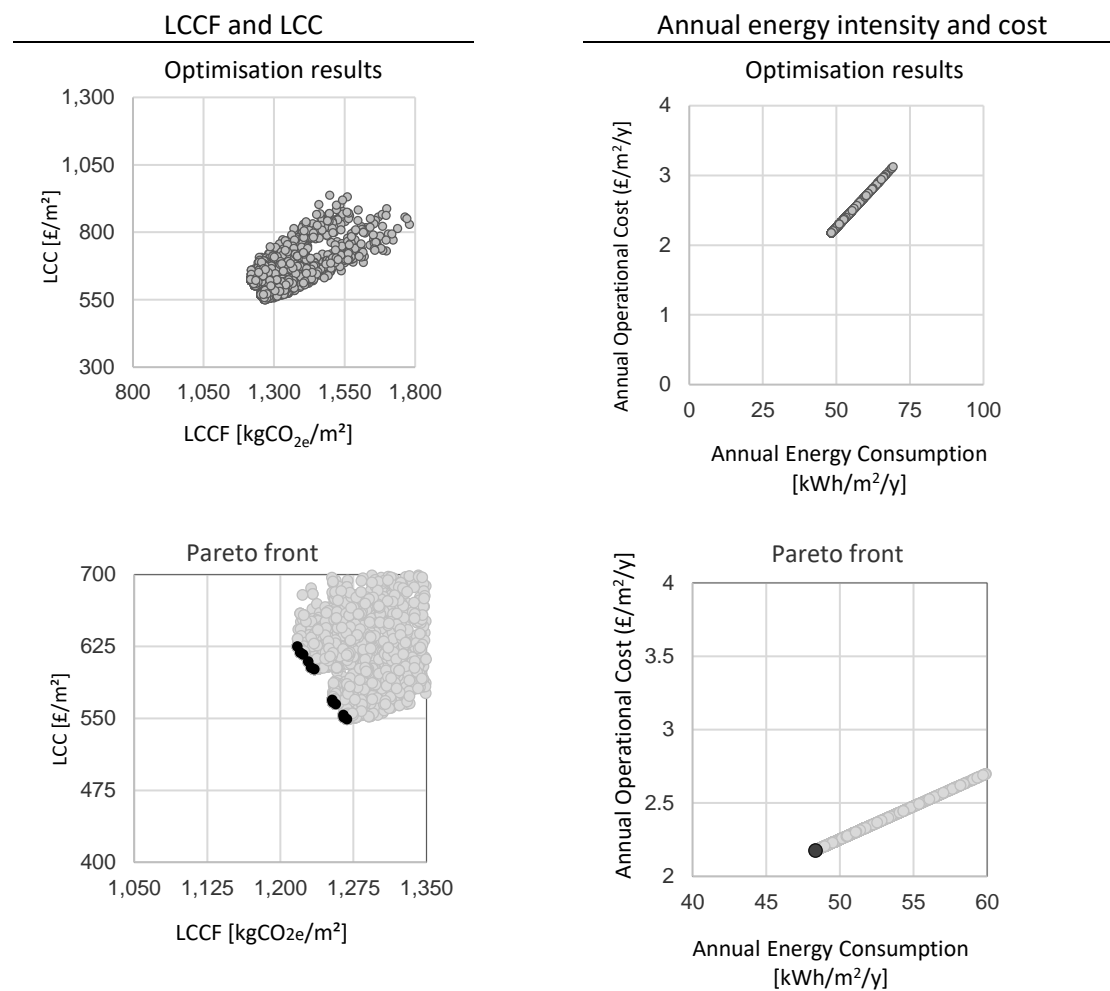 LCCF and LCC
Optimisation results
1,300
1,050
800
550
300
LCC [£/m²]
800 1,050 1,300 1,550 1,800
LCCF [kgCO₂ₑ/m²]
Annual energy intensity and cost
Optimisation results
4
3
2
1
0
Annual Operational Cost (£/m²/y]
0 25 50 75 100
Annual Energy Consumption
[kWh/m²/y]
Pareto front
700
625
550
475
400
LCC [£/m²]
1,050 1,125 1,200 1,275 1,350
LCCF [kgCO2e/m²]
Pareto front
4
3.5
3
2.5
2
Annual Operational Cost (£/m²/y]
40 45 50 55 60
Annual Energy Consumption
[kWh/m²/y]